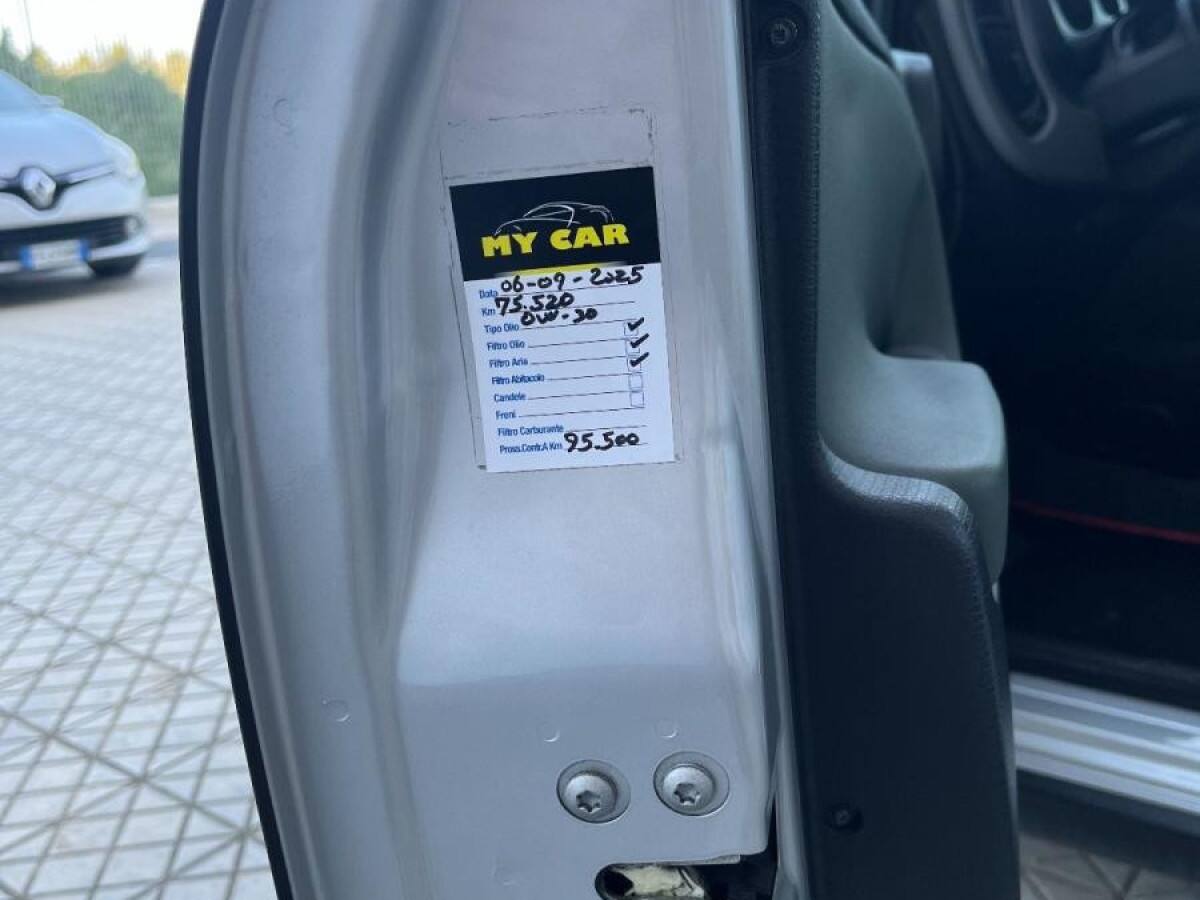 MY CAR
Data 06-09-2025
Km 75.520
Tipo Olio 0W-30
Filtro Olio
Filtro Aria
Filtro Abitacolo
Candele
Freni
Filtro Carburante
Pross.Contr.A Km 95.500